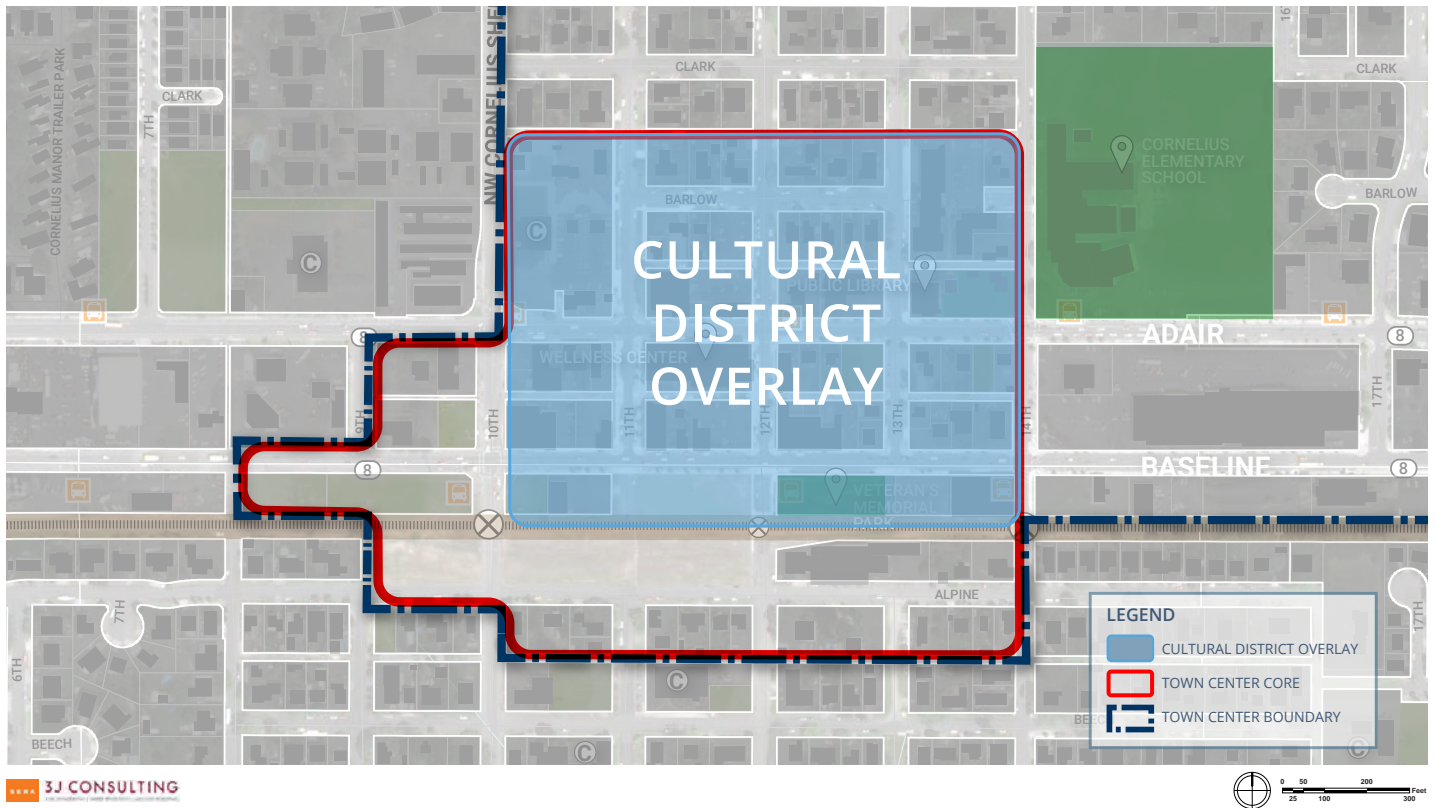 CORNELIUS MANOR TRAILER PARK
CLARK
7TH
NW CORNELIUS
CLARK
CLARK
CORNELIUS
ELEMENTARY
SCHOOL
BARLOW
BARLOW
CULTURAL
DISTRICT
OVERLAY
PUBLIC LIBRARY
WELLNESS CENTER
C
C
8
8
ADAIR
8
9TH
10TH
11TH
12TH
13TH
14TH
17TH
BASELINE
8
VETERAN'S
MEMORIAL
PARK
ALPINE
7TH
6TH
17TH
BEECH
C
C
C
LEGEND
CULTURAL DISTRICT OVERLAY
TOWN CENTER CORE
TOWN CENTER BOUNDARY
SERA
3J CONSULTING
0 50 200
25 100 300
Feet